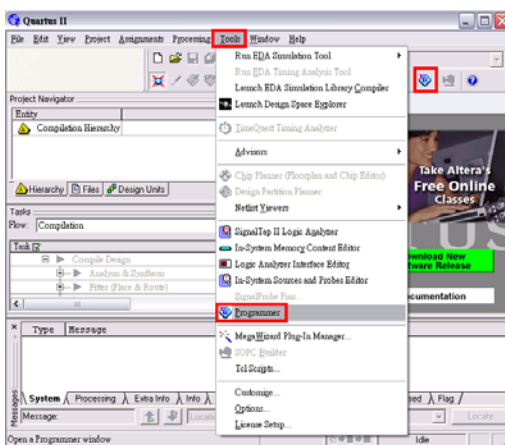 Quartus II
File Edit View Project Assignments Processing Tools Window Help
Project Navigator
Entity
Compilation Hierarchy
Hierarchy Files Design Units
Tasks
Flow: Compilation
Task
Compile Design
Analysis & Synthesis
Fitter (Place & Route)
Run EDA Simulation Tool
Run EDA Timing Analysis Tool
Launch EDA Simulation Library Compiler
Launch Design Space Explorer
TimeQuest Timing Analyzer
Advisors
Chip Planner (Floorplan and Chip Editor)
Design Partition Planner
Netlist Viewers
SignalTap II Logic Analyzer
In-System Memory Content Editor
Logic Analyzer Interface Editor
In-System Sources and Probes Editor
SignalProbe Pins...
Programmer
MegaWizard Plug-In Manager...
SOPC Builder
Tcl Scripts...
Customize...
Options...
License Setup...
Take Altera's
Free Online
Classes
US
wnload New
tware Release
ocumentation
Type Message
Messages
System Processing Extra Info Info
sed Flag
Message:
Locate
Open a Programmer window
Idle